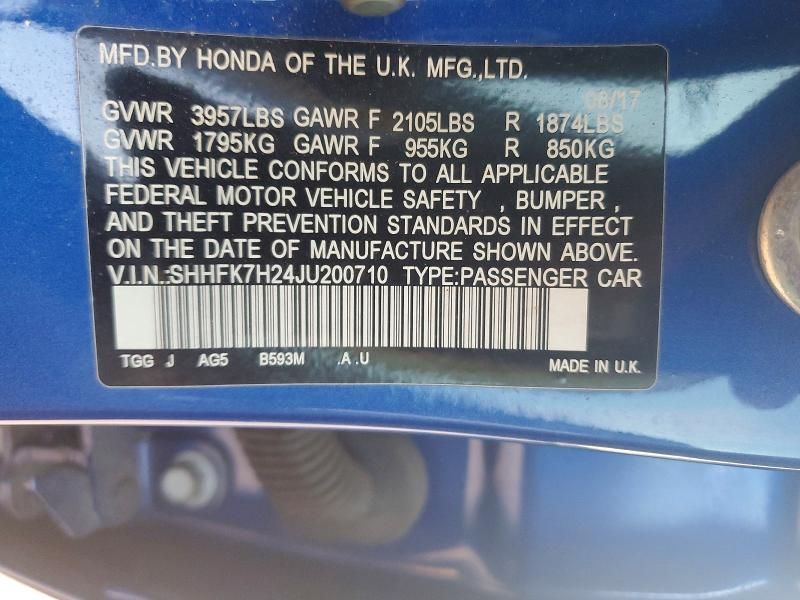 MFD.BY HONDA OF THE U.K. MFG.,LTD.
08/17
GVWR 3957LBS GAWR F 2105LBS R 1874LBS
GVWR 1795KG GAWR F 955KG R 850KG
THIS VEHICLE CONFORMS TO ALL APPLICABLE
FEDERAL MOTOR VEHICLE SAFETY , BUMPER ,
AND THEFT PREVENTION STANDARDS IN EFFECT
ON THE DATE OF MANUFACTURE SHOWN ABOVE.
V.I.N.:SHHFK7H24JU200710 TYPE:PASSENGER CAR
TGG J AG5 B593M .A .U MADE IN U.K.